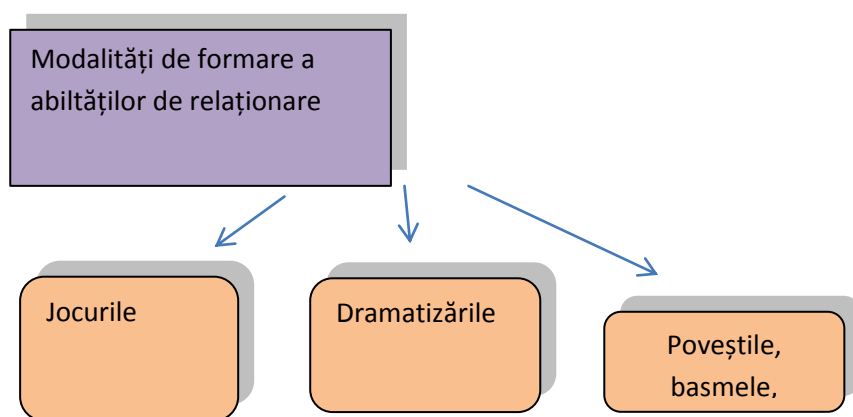 Modalități de formare a
abiltăților de relaționare
Jocurile
Dramatizările
Poveștile,
basmele,